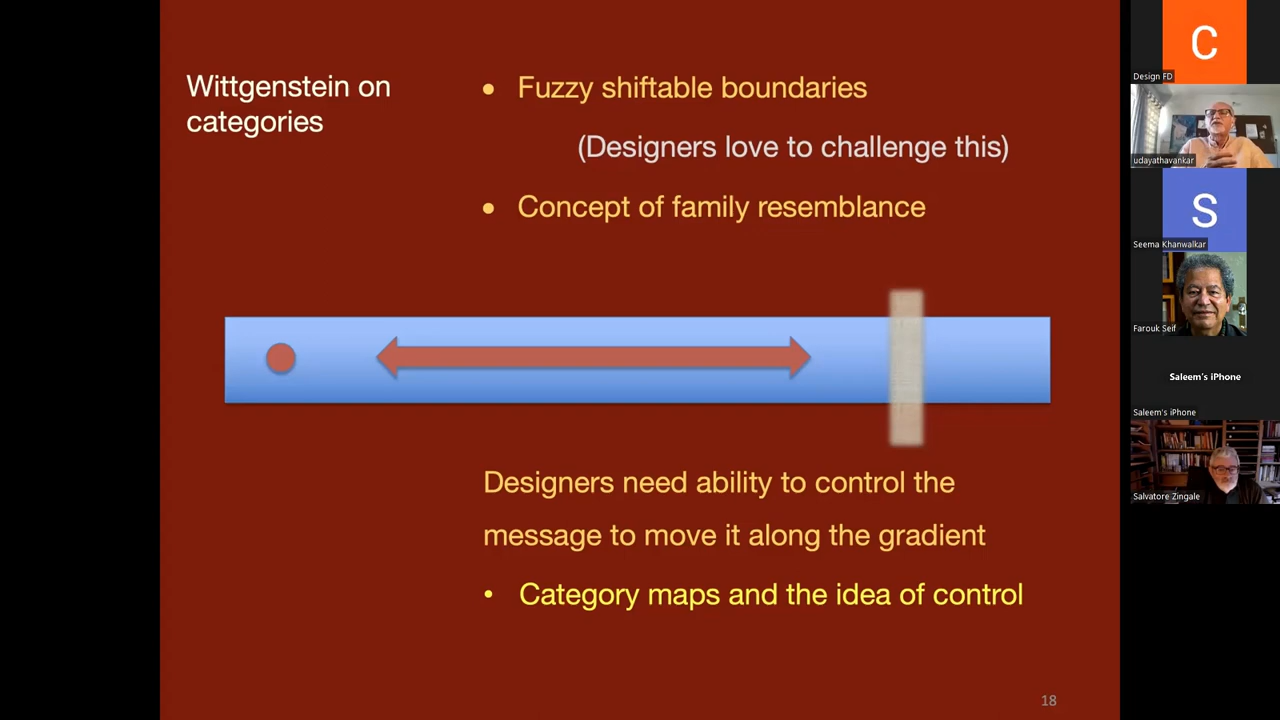 Wittgenstein on
categories
• Fuzzy shiftable boundaries
(Designers love to challenge this)
• Concept of family resemblance
Designers need ability to control the
message to move it along the gradient
• Category maps and the idea of control
18
C
Design FD
udayathavankar
S
Seema Khanwalkar
Farouk Seif
Saleem's iPhone
Saleem's iPhone
Salvatore Zingale